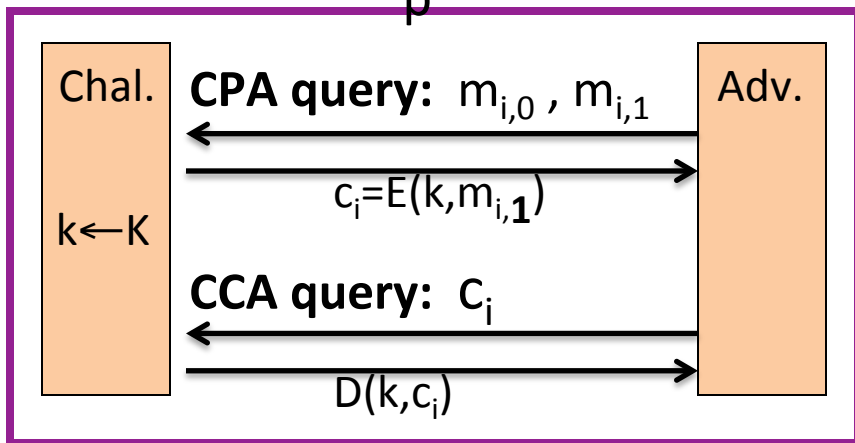 p
Chal.
CPA query: m_{i,0} , m_{i,1}
Adv.
c_i=E(k,m_{i,1})
k←K
CCA query: c_i
D(k,c_i)